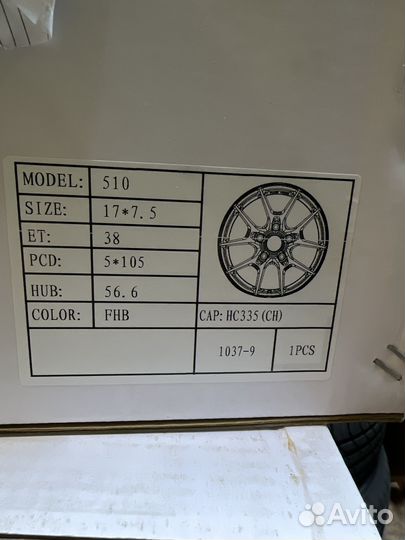 MODEL: 510
SIZE: 17*7.5
ET: 38
PCD: 5*105
HUB: 56.6
COLOR: FHB CAP: HC335(CH)
1037-9 1PCS
Avito